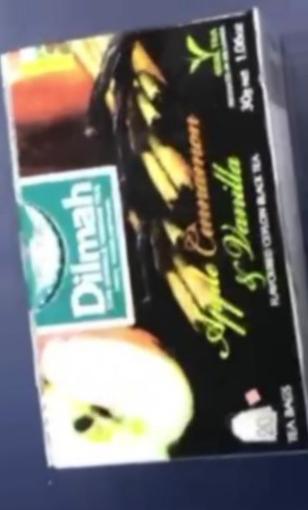 Dilmah
Apple Cinnamon
& Vanilla
FLAVOURED CEYLON BLACK TEA
20
TEA BAGS
30g net 1.06oz